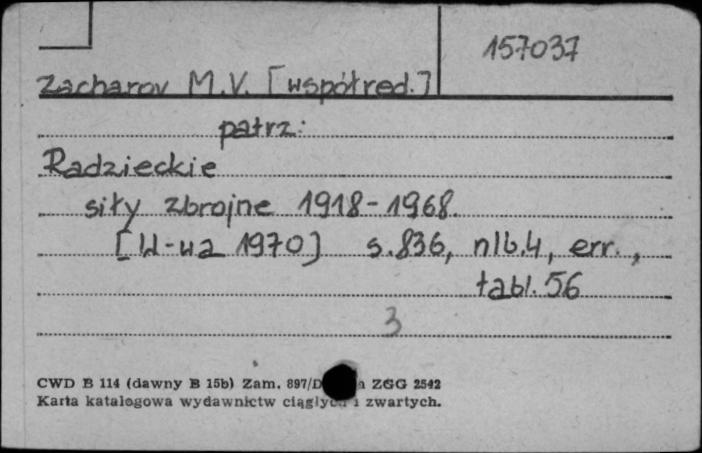 157037
Zacharov M.V. [współred.]
patrz:
Radzieckie
siły zbrojne 1918-1968.
[W-wa 1970] s.836, nlb.4, err.,
tabl. 56
3
CWD B 114 (dawny B 15b) Zam. 897/D ZGG 2542
Karta katalogowa wydawnictw ciągłych i zwartych.